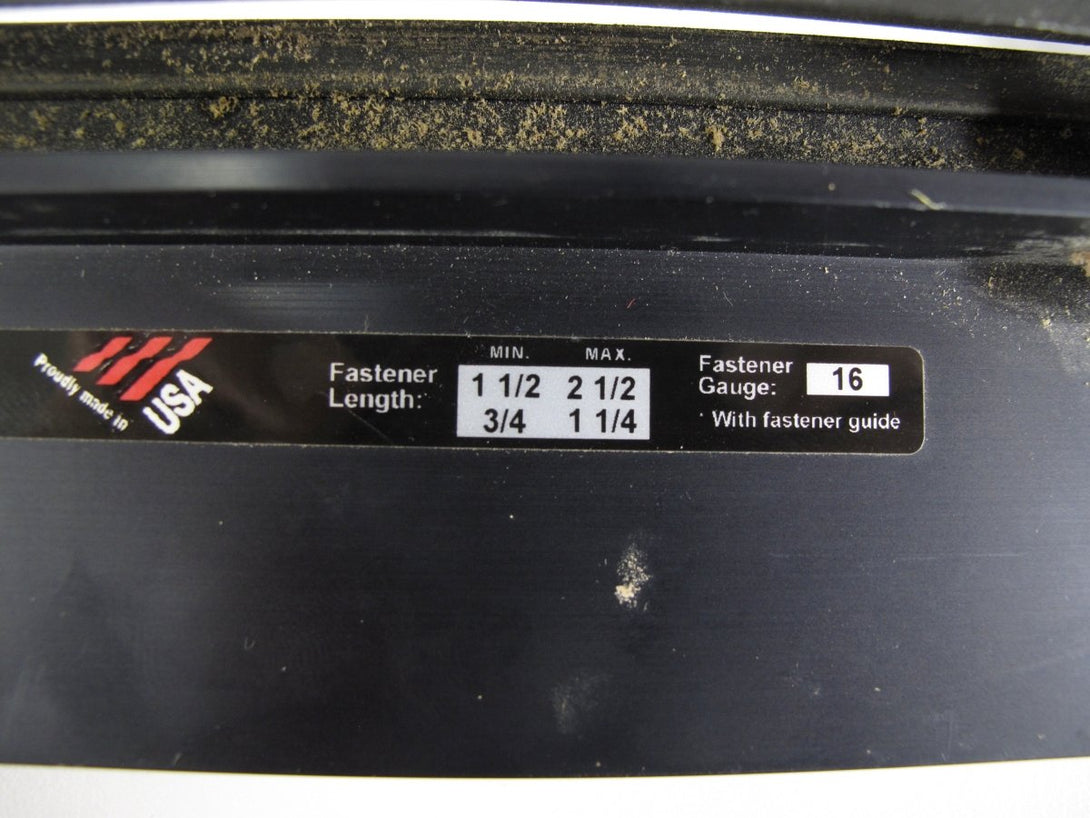 Proudly made in
USA
Fastener
Length:
MIN. MAX.
1 1/2 2 1/2
3/4 1 1/4
Fastener
Gauge: 16
* With fastener guide